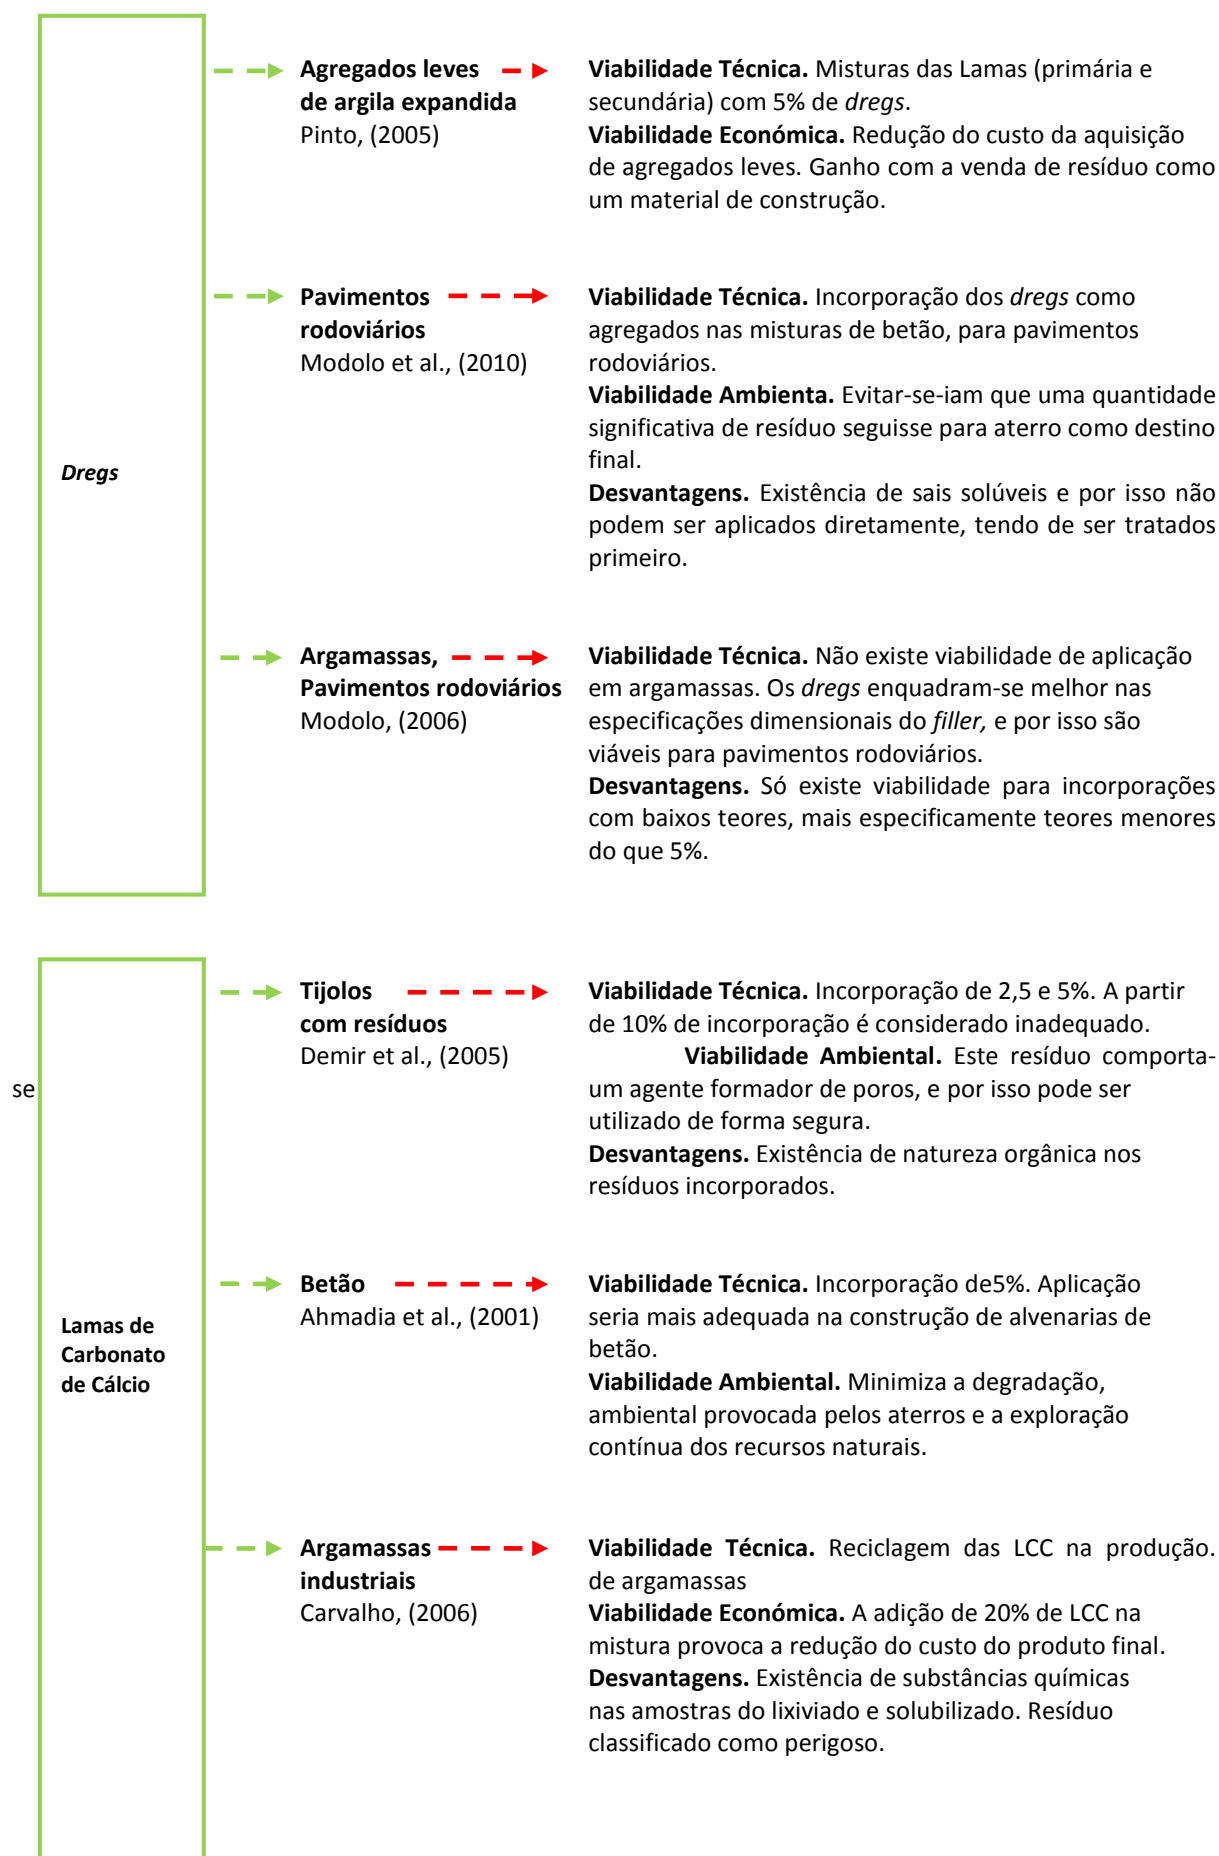 Dregs
Agregados leves
de argila expandida
Pinto, (2005)
Viabilidade Técnica. Misturas das Lamas (primária e
secundária) com 5% de dregs.
Viabilidade Económica. Redução do custo da aquisição
de agregados leves. Ganho com a venda de resíduo como
um material de construção.
Pavimentos
rodoviários
Modolo et al., (2010)
Viabilidade Técnica. Incorporação dos dregs como
agregados nas misturas de betão, para pavimentos
rodoviários.
Viabilidade Ambienta. Evitar-se-iam que uma quantidade
significativa de resíduo seguisse para aterro como destino
final.
Desvantagens. Existência de sais solúveis e por isso não
podem ser aplicados diretamente, tendo de ser tratados
primeiro.
Argamassas,
Pavimentos rodoviários
Modolo, (2006)
Viabilidade Técnica. Não existe viabilidade de aplicação
em argamassas. Os dregs enquadram-se melhor nas
especificações dimensionais do filler, e por isso são
viáveis para pavimentos rodoviários.
Desvantagens. Só existe viabilidade para incorporações
com baixos teores, mais especificamente teores menores
do que 5%.
Lamas de
Carbonato
de Cálcio
Tijolos
com resíduos
Demir et al., (2005)
Viabilidade Técnica. Incorporação de 2,5 e 5%. A partir
de 10% de incorporação é considerado inadequado.
Viabilidade Ambiental. Este resíduo comporta-
se um agente formador de poros, e por isso pode ser
utilizado de forma segura.
Desvantagens. Existência de natureza orgânica nos
resíduos incorporados.
Betão
Ahmadia et al., (2001)
Viabilidade Técnica. Incorporação de5%. Aplicação
seria mais adequada na construção de alvenarias de
betão.
Viabilidade Ambiental. Minimiza a degradação,
ambiental provocada pelos aterros e a exploração
contínua dos recursos naturais.
Argamassas
industriais
Carvalho, (2006)
Viabilidade Técnica. Reciclagem das LCC na produção.
de argamassas
Viabilidade Económica. A adição de 20% de LCC na
mistura provoca a redução do custo do produto final.
Desvantagens. Existência de substâncias químicas
nas amostras do lixiviado e solubilizado. Resíduo
classificado como perigoso.